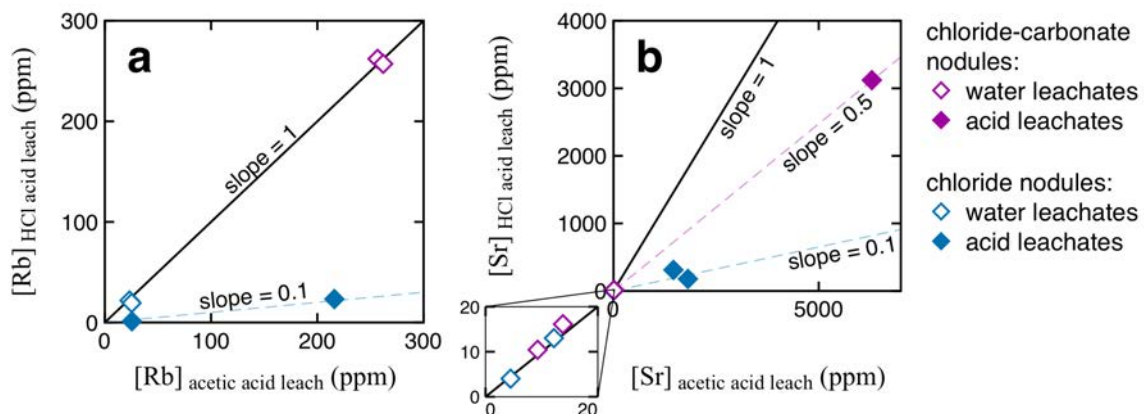 a
[Rb] HCl acid leach (ppm)
300
200
100
0
slope = 1
slope = 0.1
0 100 200 300
[Rb] acetic acid leach (ppm)
b
[Sr] HCl acid leach (ppm)
4000
3000
2000
1000
0
slope = 1
slope = 0.5
slope = 0.1
0 5000
20
10
0
0 20
[Sr] acetic acid leach (ppm)
chloride-carbonate
nodules:
water leachates
acid leachates
chloride nodules:
water leachates
acid leachates